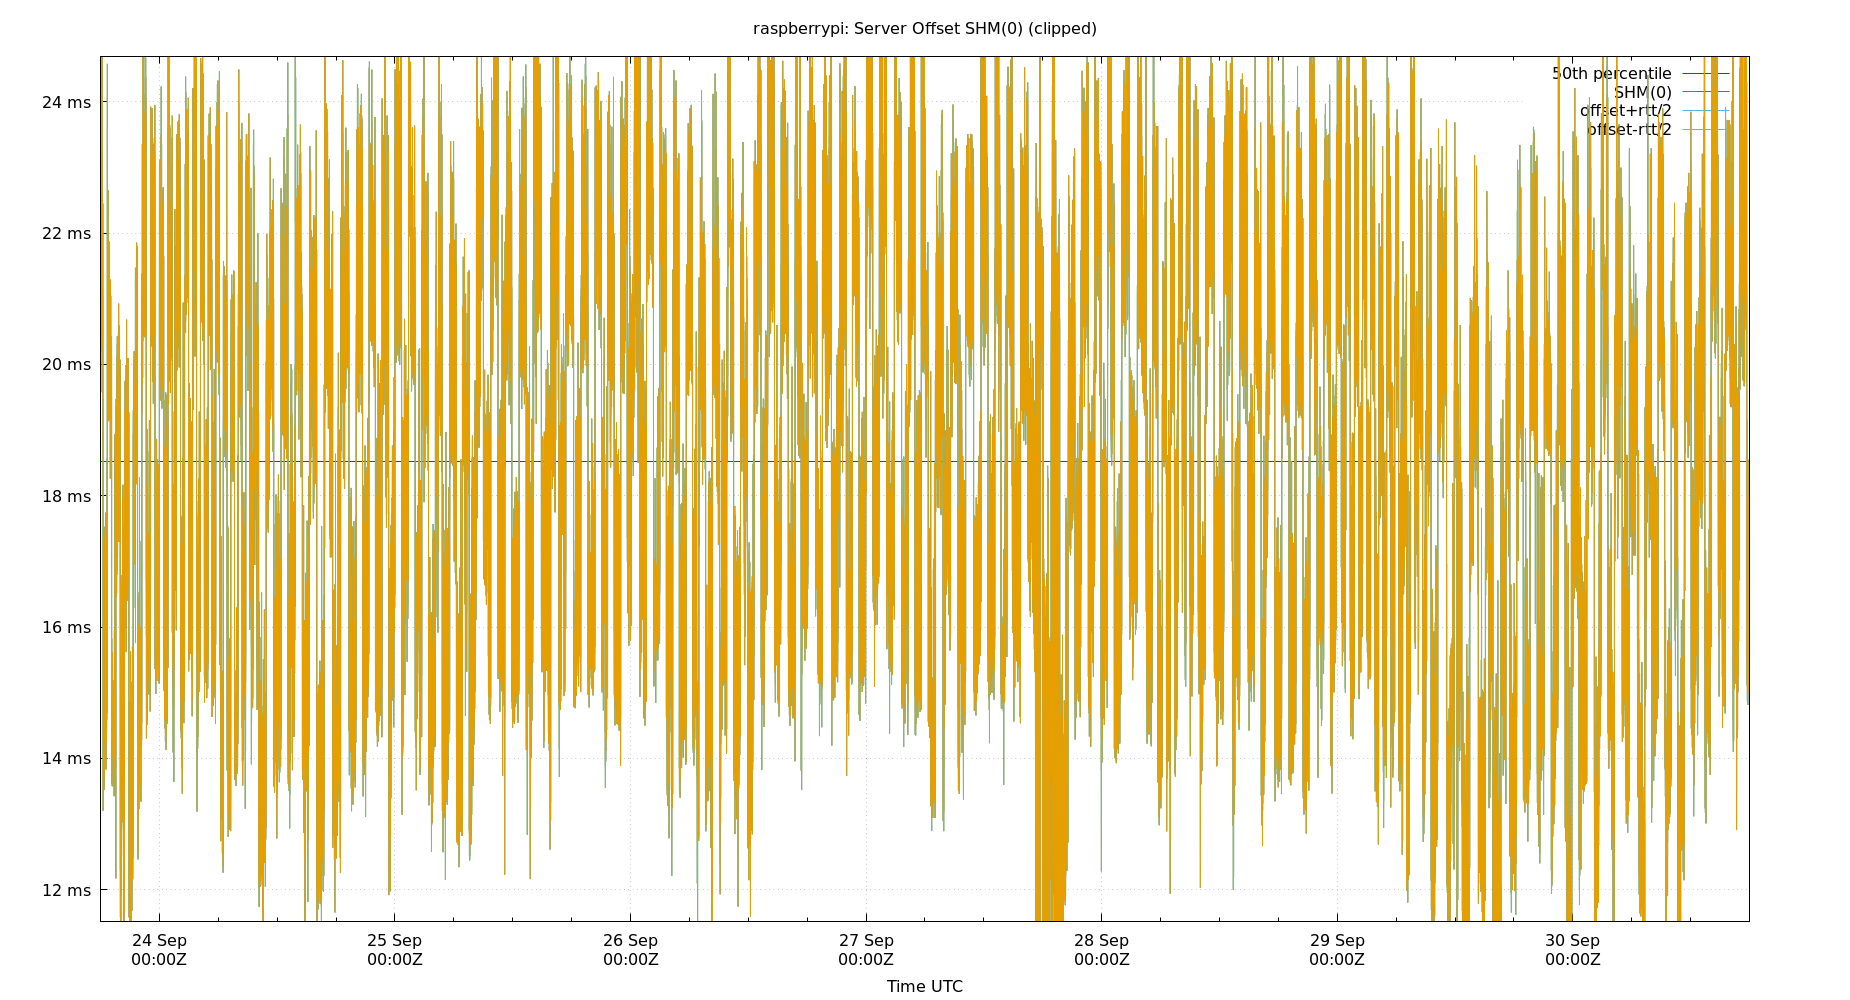 raspberrypi: Server Offset SHM(0) (clipped)
50th percentile
SHM(0)
offset+rtt/2
offset-rtt/2
24 ms
22 ms
20 ms
18 ms
16 ms
14 ms
12 ms
24 Sep 25 Sep 26 Sep 27 Sep 28 Sep 29 Sep 30 Sep
00:00Z 00:00Z 00:00Z 00:00Z 00:00Z 00:00Z 00:00Z
Time UTC